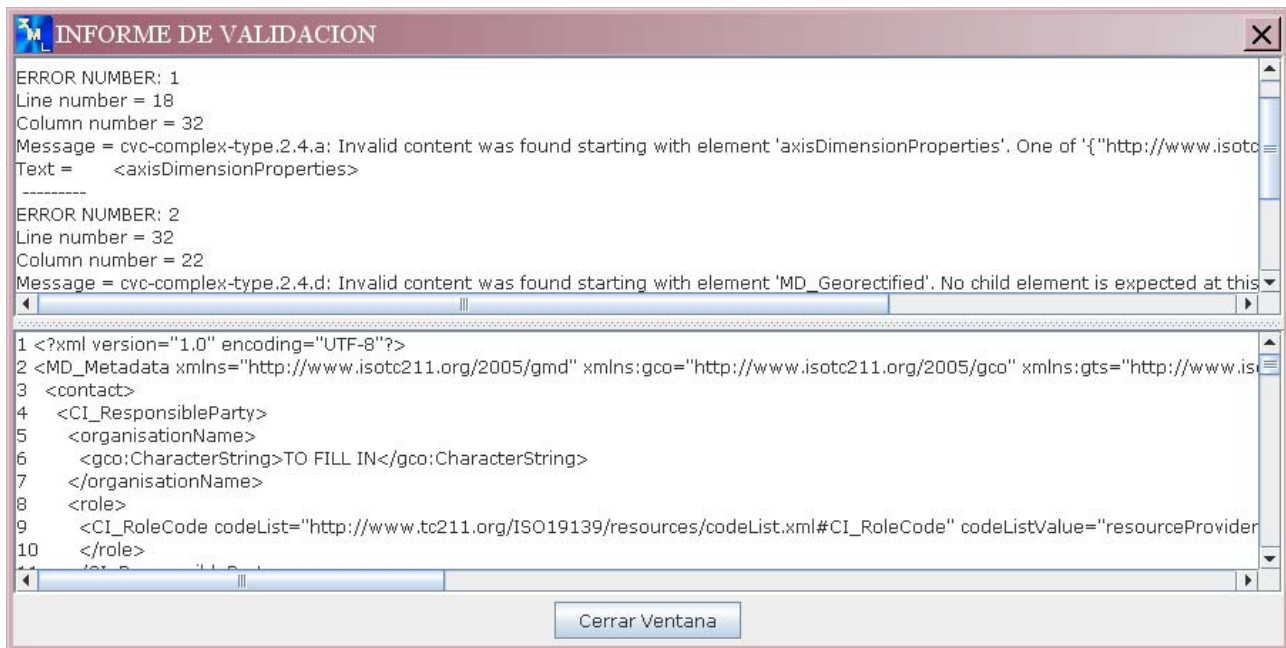 INFORME DE VALIDACION
ERROR NUMBER: 1
Line number = 18
Column number = 32
Message = cvc-complex-type.2.4.a: Invalid content was found starting with element 'axisDimensionProperties'. One of '{"http://www.isotc
Text =      <axisDimensionProperties>
---------
ERROR NUMBER: 2
Line number = 32
Column number = 22
Message = cvc-complex-type.2.4.d: Invalid content was found starting with element 'MD_Georectified'. No child element is expected at this
1 <?xml version="1.0" encoding="UTF-8"?>
2 <MD_Metadata xmlns="http://www.isotc211.org/2005/gmd" xmlns:gco="http://www.isotc211.org/2005/gco" xmlns:gts="http://www.is
3   <contact>
4     <CI_ResponsibleParty>
5       <organisationName>
6         <gco:CharacterString>TO FILL IN</gco:CharacterString>
7       </organisationName>
8       <role>
9         <CI_RoleCode codeList="http://www.tc211.org/ISO19139/resources/codeList.xml#CI_RoleCode" codeListValue="resourceProvider
10        </role>
Cerrar Ventana